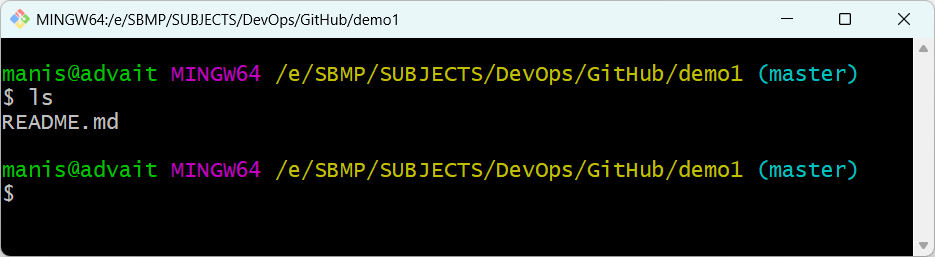 MINGW64:/e/SBMP/SUBJECTS/DevOps/GitHub/demo1
manis@advait MINGW64 /e/SBMP/SUBJECTS/DevOps/GitHub/demo1 (master)
$ ls
README.md
manis@advait MINGW64 /e/SBMP/SUBJECTS/DevOps/GitHub/demo1 (master)
$